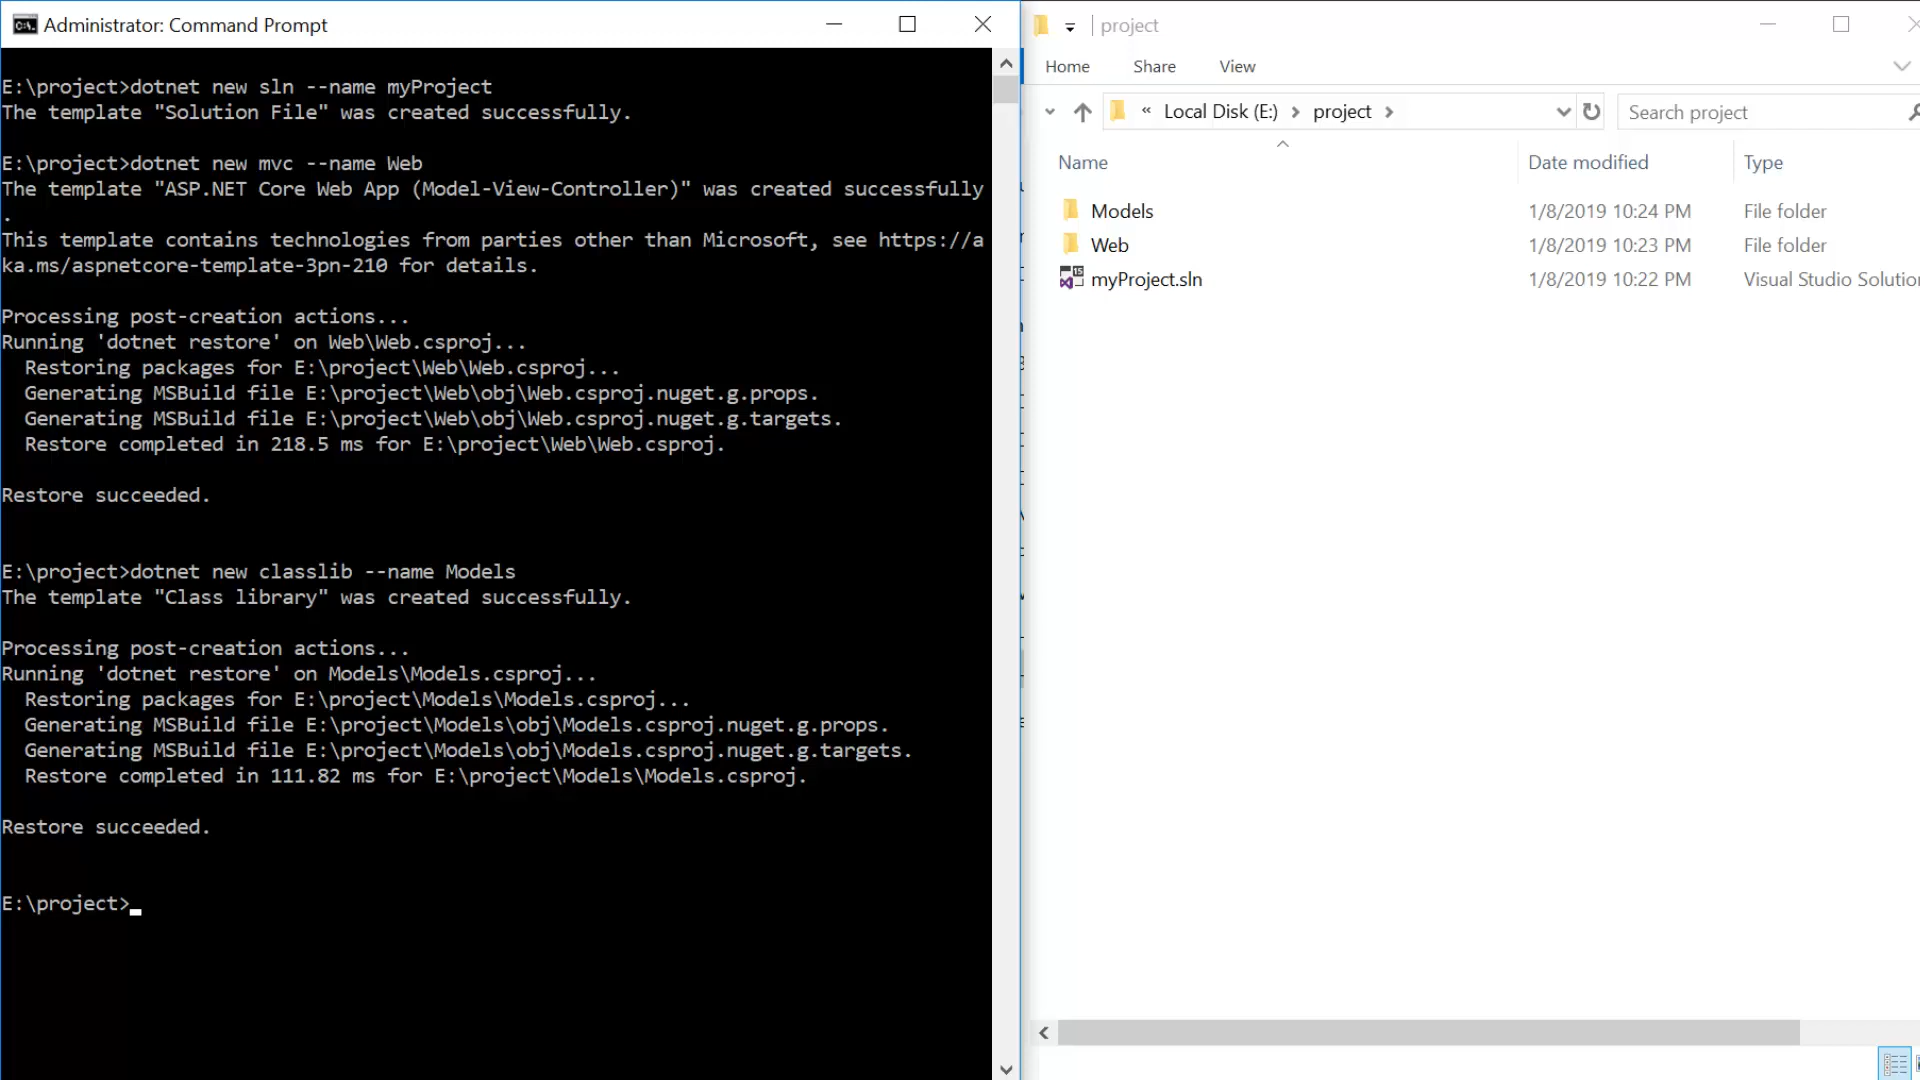 Administrator: Command Prompt
E:\project>dotnet new sln --name myProject
The template "Solution File" was created successfully.
E:\project>dotnet new mvc --name Web
The template "ASP.NET Core Web App (Model-View-Controller)" was created successfully
.
This template contains technologies from parties other than Microsoft, see https://a
ka.ms/aspnetcore-template-3pn-210 for details.
Processing post-creation actions...
Running 'dotnet restore' on Web\Web.csproj...
  Restoring packages for E:\project\Web\Web.csproj...
  Generating MSBuild file E:\project\Web\obj\Web.csproj.nuget.g.props.
  Generating MSBuild file E:\project\Web\obj\Web.csproj.nuget.g.targets.
  Restore completed in 218.5 ms for E:\project\Web\Web.csproj.
Restore succeeded.
E:\project>dotnet new classlib --name Models
The template "Class library" was created successfully.
Processing post-creation actions...
Running 'dotnet restore' on Models\Models.csproj...
  Restoring packages for E:\project\Models\Models.csproj...
  Generating MSBuild file E:\project\Models\obj\Models.csproj.nuget.g.props.
  Generating MSBuild file E:\project\Models\obj\Models.csproj.nuget.g.targets.
  Restore completed in 111.82 ms for E:\project\Models\Models.csproj.
Restore succeeded.
E:\project>
project
Home Share View
« Local Disk (E:) project Search project
Name Date modified Type
Models 1/8/2019 10:24 PM File folder
Web 1/8/2019 10:23 PM File folder
myProject.sln 1/8/2019 10:22 PM Visual Studio Solutio